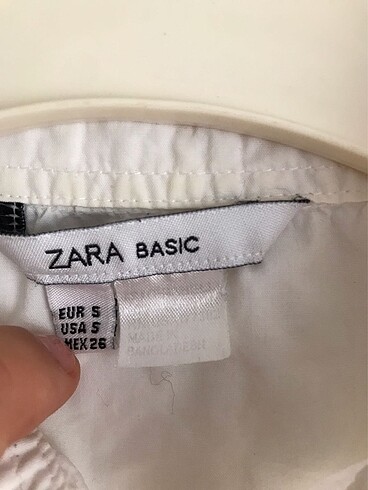 ZARA BASIC
EUR S
USA S
MEX 26
MADE IN
BANGLADESH